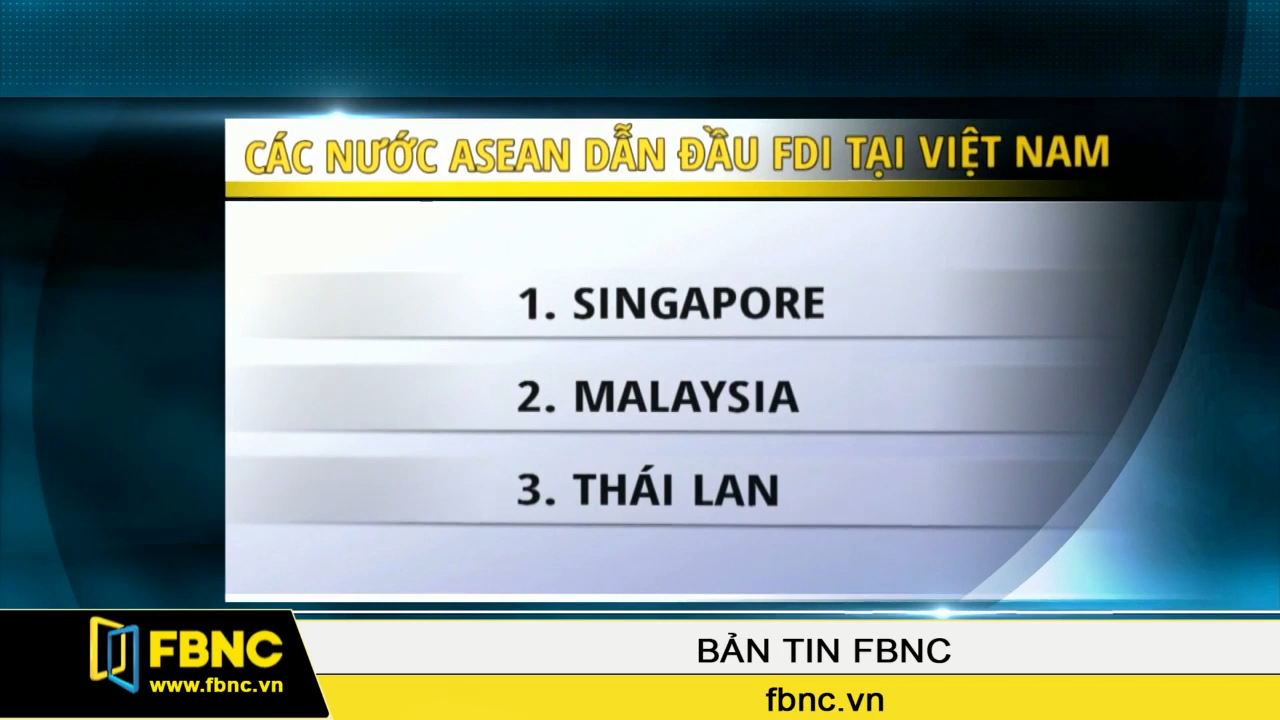 CÁC NƯỚC ASEAN DẪN ĐẦU FDI TẠI VIỆT NAM
1. SINGAPORE
2. MALAYSIA
3. THÁI LAN
FBNC
www.fbnc.vn
BẢN TIN FBNC
fbnc.vn